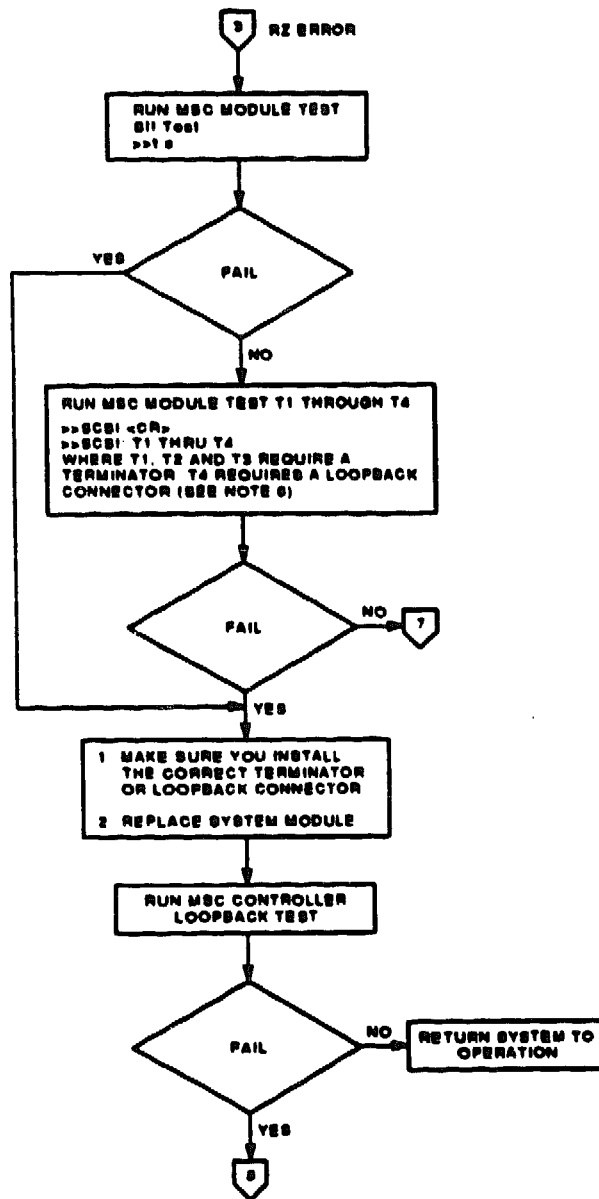 3 RZ ERROR
RUN MSC MODULE TEST
SII Test
>>t s
FAIL
YES
NO
RUN MSC MODULE TEST T1 THROUGH T4
>>SCSI <CR>
>>SCSI: T1 THRU T4
WHERE T1, T2 AND T3 REQUIRE A
TERMINATOR T4 REQUIRES A LOOPBACK
CONNECTOR (SEE NOTE 6)
FAIL
NO
7
YES
1 MAKE SURE YOU INSTALL
THE CORRECT TERMINATOR
OR LOOPBACK CONNECTOR
2 REPLACE SYSTEM MODULE
RUN MSC CONTROLLER
LOOPBACK TEST
FAIL
NO
RETURN SYSTEM TO
OPERATION
YES